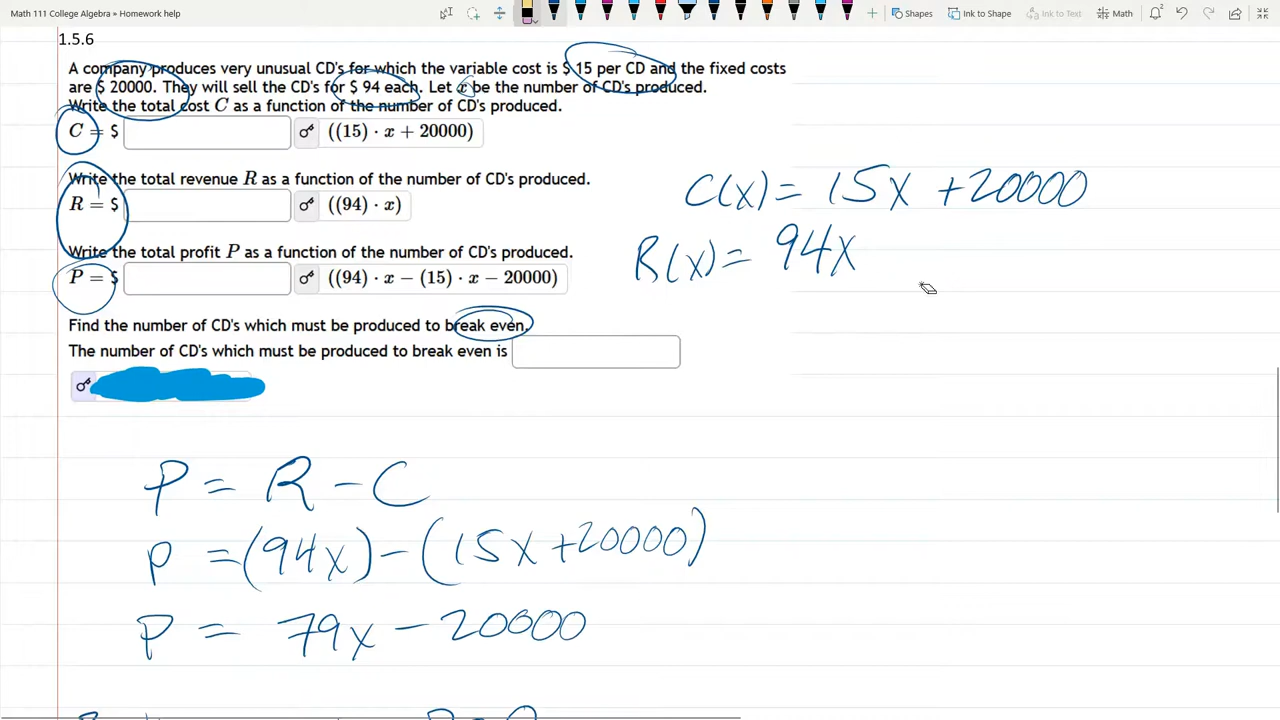 Math 111 College Algebra » Homework help
Shapes Ink to Shape Ink to Text Math
1.5.6
A company produces very unusual CD's for which the variable cost is $ 15 per CD and the fixed costs
are $ 20000. They will sell the CD's for $ 94 each. Let x be the number of CD's produced.
Write the total cost C as a function of the number of CD's produced.
C = $ ((15) · x + 20000)
Write the total revenue R as a function of the number of CD's produced.
R = $ ((94) · x)
Write the total profit P as a function of the number of CD's produced.
P = $ ((94) · x − (15) · x − 20000)
Find the number of CD's which must be produced to break even.
The number of CD's which must be produced to break even is
C(x) = 15x + 20000
R(x) = 94x
P = R - C
P = (94x) - (15x + 20000)
P = 79x - 20000